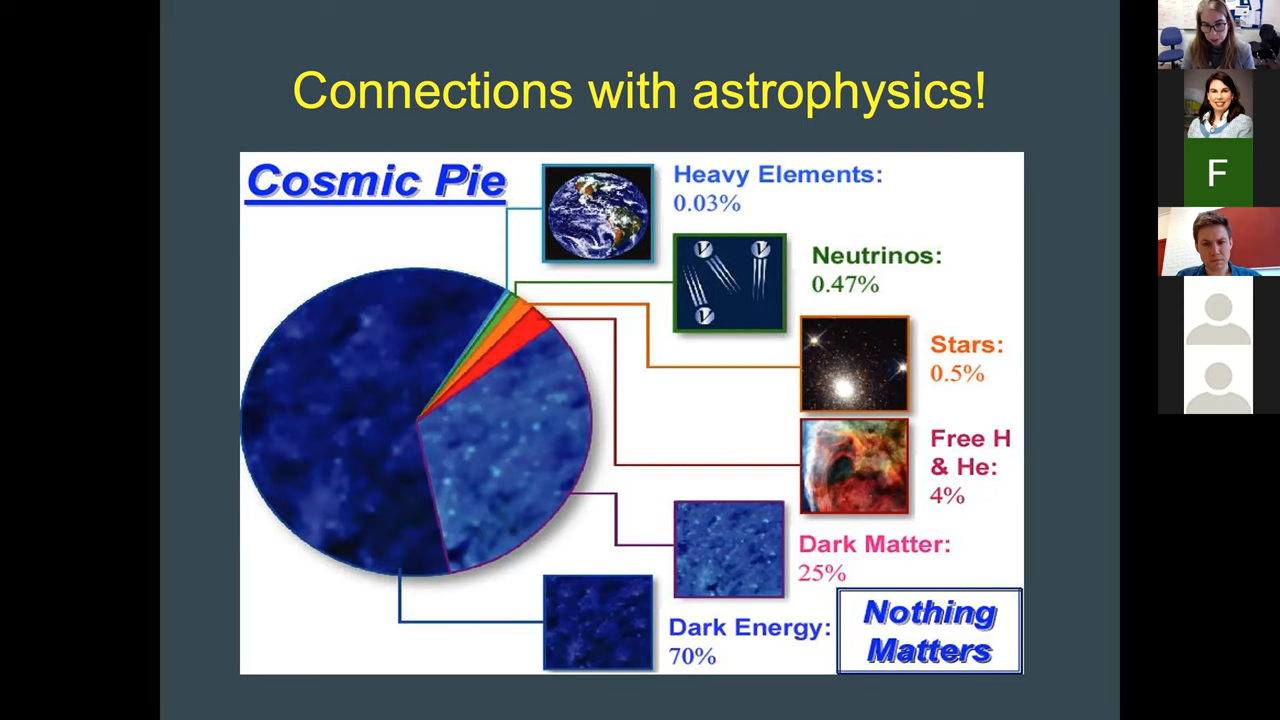 Connections with astrophysics!
Cosmic Pie
Heavy Elements:
0.03%
ν
ν
ν
Neutrinos:
0.47%
Stars:
0.5%
Free H
& He:
4%
Dark Matter:
25%
Dark Energy:
70%
Nothing
Matters
F